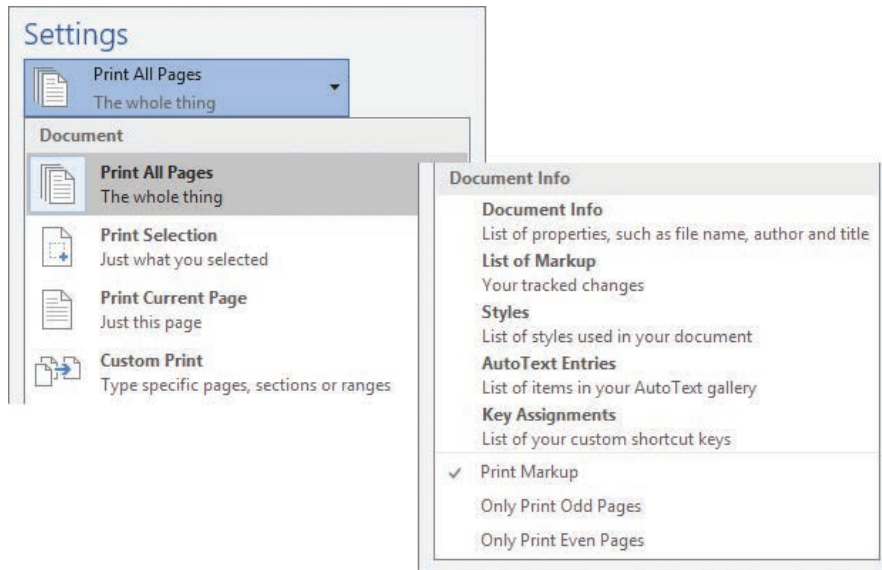 Settings
Print All Pages
The whole thing
Document
Print All Pages
The whole thing
Print Selection
Just what you selected
Print Current Page
Just this page
Custom Print
Type specific pages, sections or ranges
Document Info
Document Info
List of properties, such as file name, author and title
List of Markup
Your tracked changes
Styles
List of styles used in your document
AutoText Entries
List of items in your AutoText gallery
Key Assignments
List of your custom shortcut keys
Print Markup
Only Print Odd Pages
Only Print Even Pages